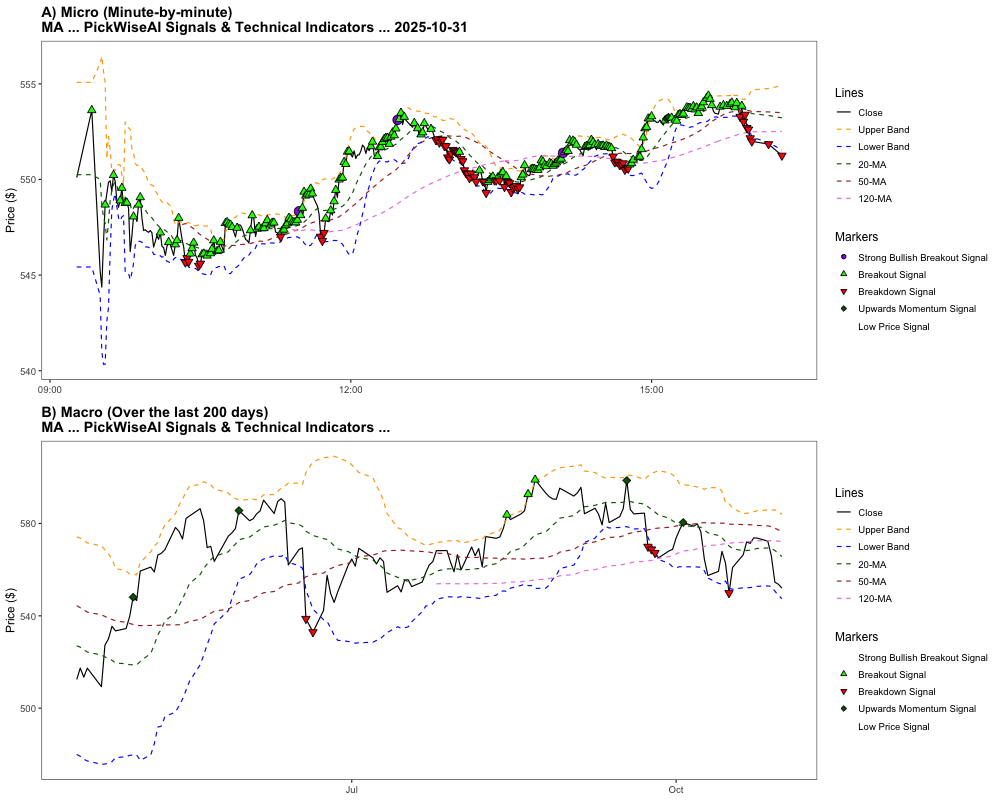 A) Micro (Minute-by-minute)
MA ... PickWiseAI Signals & Technical Indicators ... 2025-10-31
Price ($)
555
550
545
540
09:00
12:00
15:00
Lines
Close
Upper Band
Lower Band
20-MA
50-MA
120-MA
Markers
Strong Bullish Breakout Signal
Breakout Signal
Breakdown Signal
Upwards Momentum Signal
Low Price Signal
B) Macro (Over the last 200 days)
MA ... PickWiseAI Signals & Technical Indicators ...
Price ($)
580
540
500
Jul
Oct
Lines
Close
Upper Band
Lower Band
20-MA
50-MA
120-MA
Markers
Strong Bullish Breakout Signal
Breakout Signal
Breakdown Signal
Upwards Momentum Signal
Low Price Signal